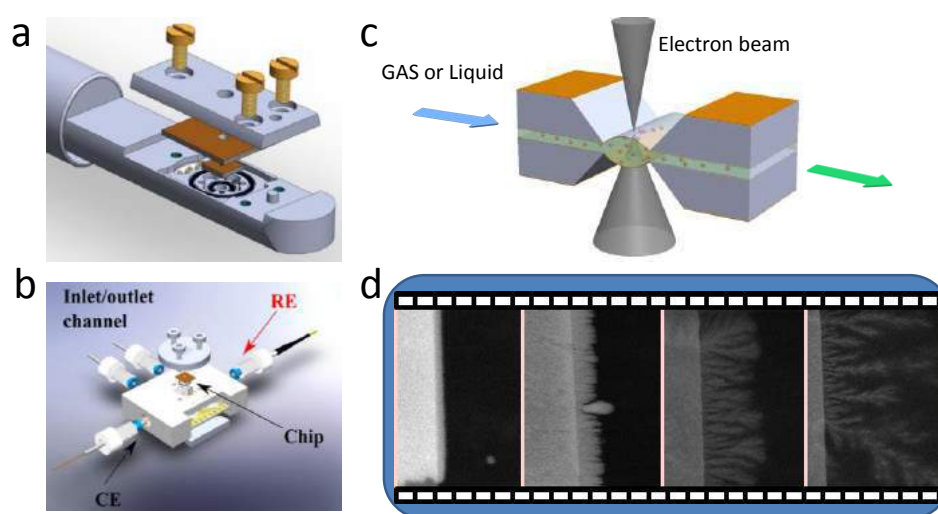 a
c
Electron beam
GAS or Liquid
b
Inlet/outlet
channel
RE
Chip
CE
d